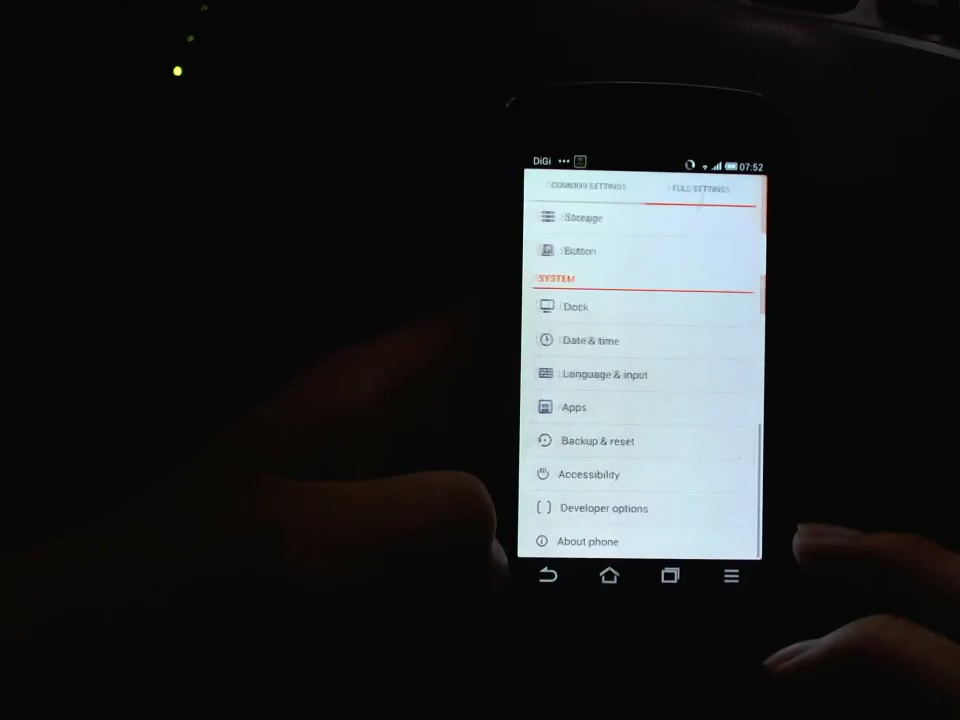 DiGi 07:52
COMMON SETTINGS FULL SETTINGS
Storage
Button
SYSTEM
Dock
Date & time
Language & input
Apps
Backup & reset
Accessibility
Developer options
About phone